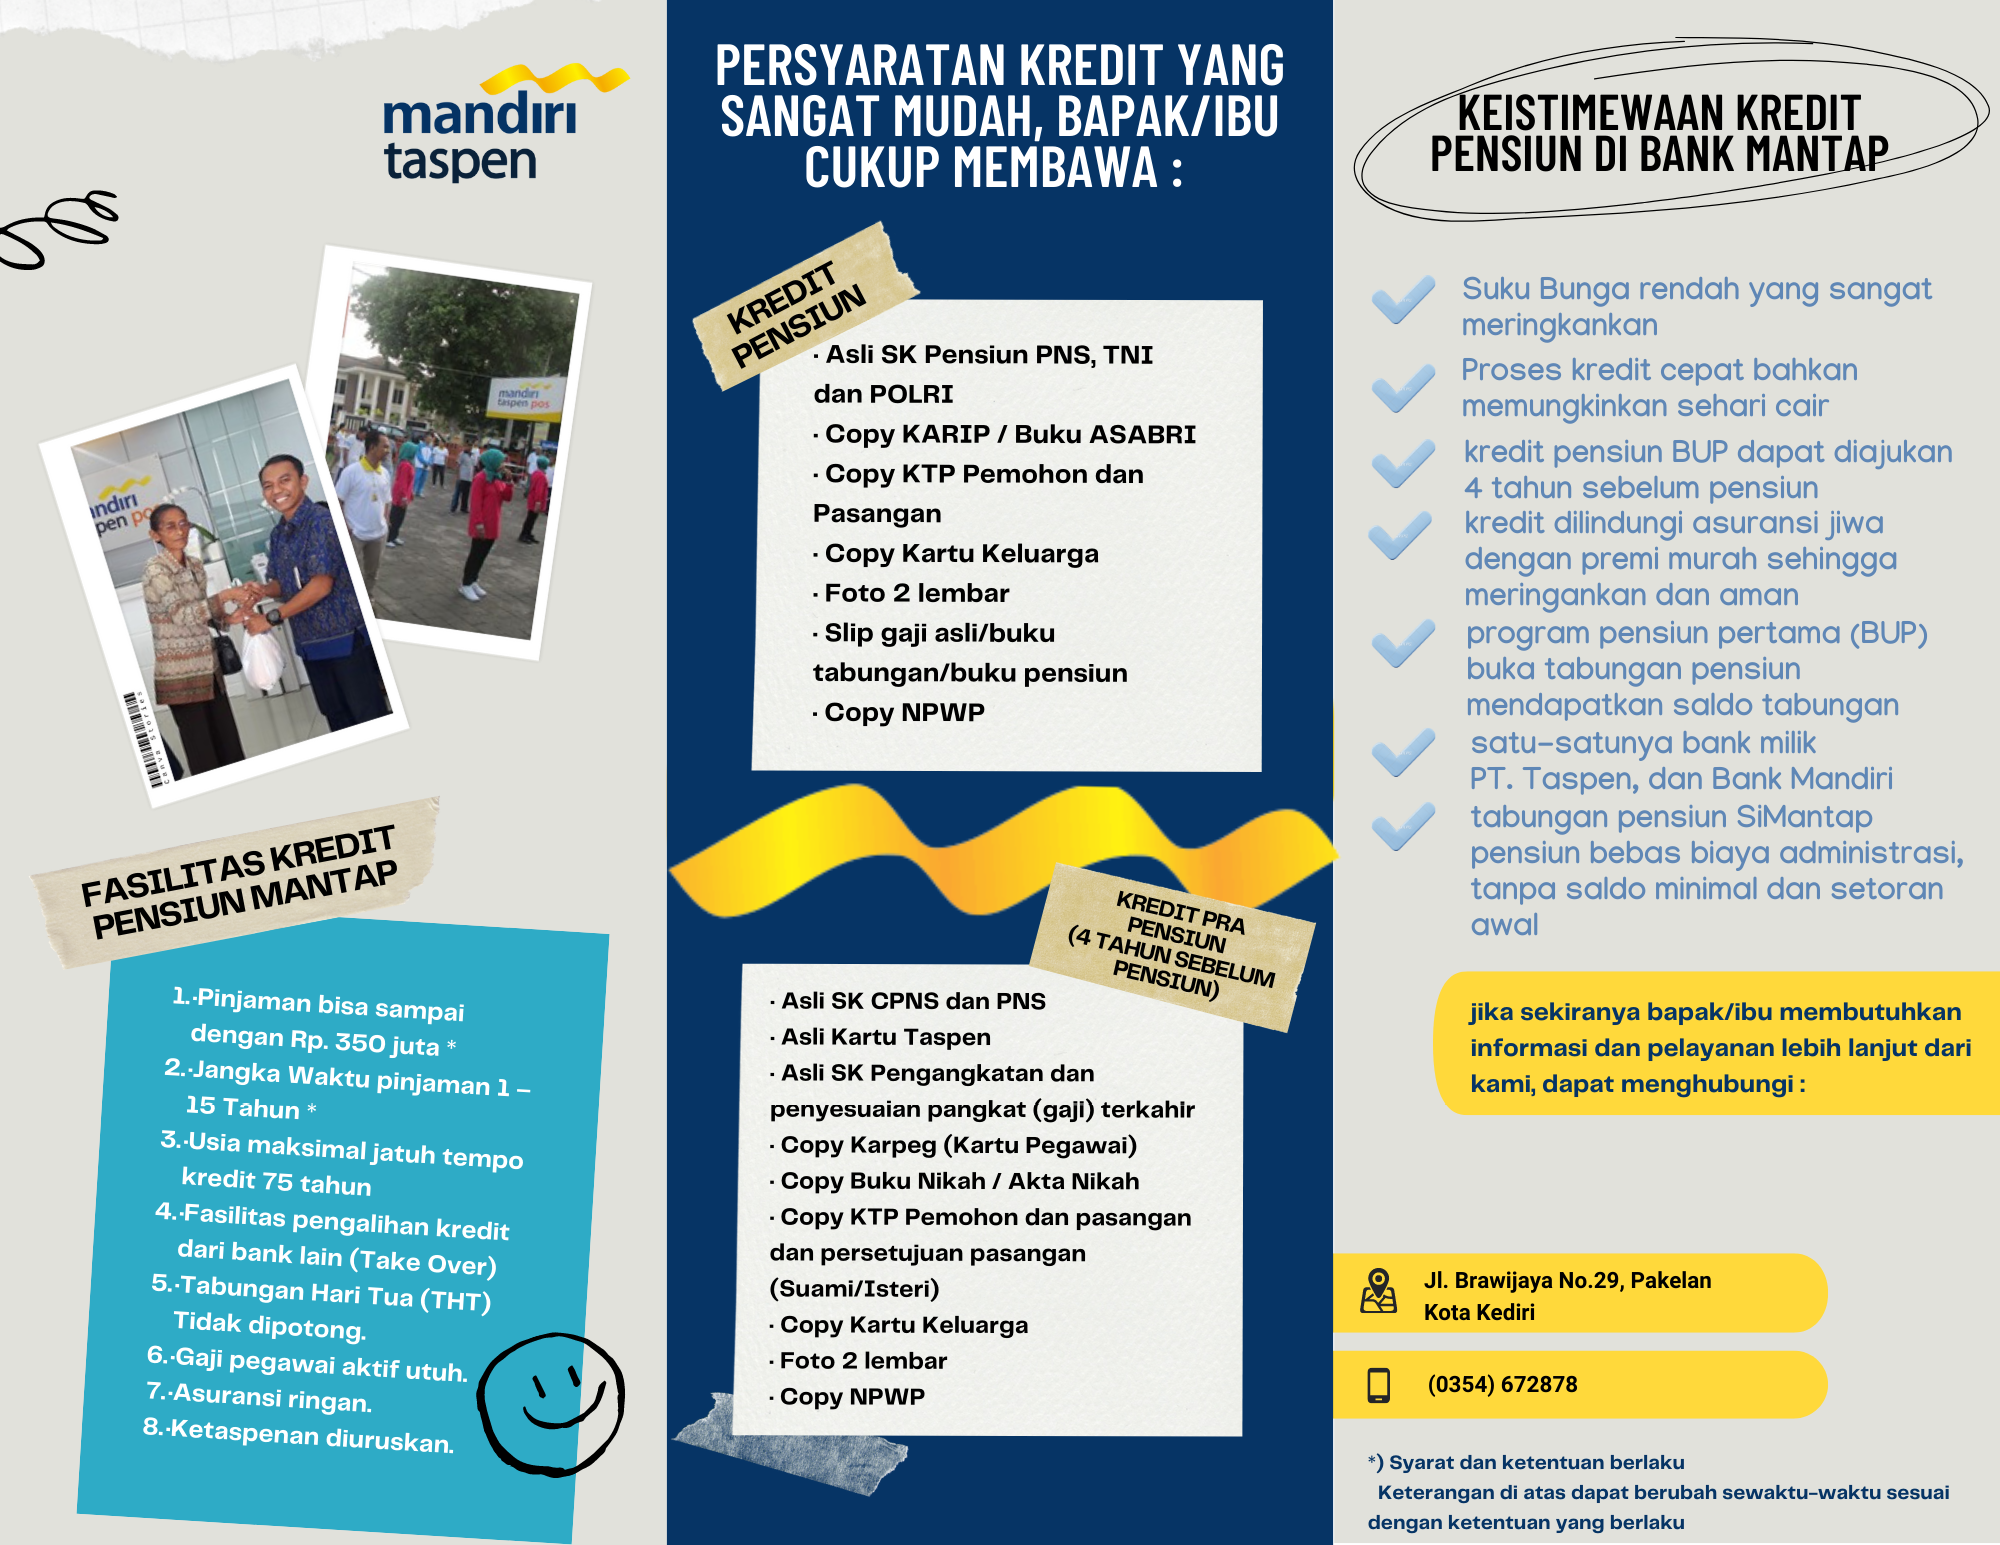 mandiri
taspen
mandiri
taspen pos
ndiri
pen po
Canva Stories
FASILITAS KREDIT
PENSIUN MANTAP
1.·Pinjaman bisa sampai
dengan Rp. 350 juta *
2.·Jangka Waktu pinjaman 1 –
15 Tahun *
3.·Usia maksimal jatuh tempo
kredit 75 tahun
4.·Fasilitas pengalihan kredit
dari bank lain (Take Over)
5.·Tabungan Hari Tua (THT)
Tidak dipotong.
6.·Gaji pegawai aktif utuh.
7.·Asuransi ringan.
8.·Ketaspenan diuruskan.
PERSYARATAN KREDIT YANG
SANGAT MUDAH, BAPAK/IBU
CUKUP MEMBAWA :
KREDIT
PENSIUN
· Asli SK Pensiun PNS, TNI
dan POLRI
· Copy KARIP / Buku ASABRI
· Copy KTP Pemohon dan
Pasangan
· Copy Kartu Keluarga
· Foto 2 lembar
· Slip gaji asli/buku
tabungan/buku pensiun
· Copy NPWP
KREDIT PRA
PENSIUN
(4 TAHUN SEBELUM
PENSIUN)
· Asli SK CPNS dan PNS
· Asli Kartu Taspen
· Asli SK Pengangkatan dan
penyesuaian pangkat (gaji) terkahir
· Copy Karpeg (Kartu Pegawai)
· Copy Buku Nikah / Akta Nikah
· Copy KTP Pemohon dan pasangan
dan persetujuan pasangan
(Suami/Isteri)
· Copy Kartu Keluarga
· Foto 2 lembar
· Copy NPWP
KEISTIMEWAAN KREDIT
PENSIUN DI BANK MANTAP
Suku Bunga rendah yang sangat
meringkankan
Proses kredit cepat bahkan
memungkinkan sehari cair
kredit pensiun BUP dapat diajukan
4 tahun sebelum pensiun
kredit dilindungi asuransi jiwa
dengan premi murah sehingga
meringankan dan aman
program pensiun pertama (BUP)
buka tabungan pensiun
mendapatkan saldo tabungan
satu-satunya bank milik
PT. Taspen, dan Bank Mandiri
tabungan pensiun SiMantap
pensiun bebas biaya administrasi,
tanpa saldo minimal dan setoran
awal
jika sekiranya bapak/ibu membutuhkan
informasi dan pelayanan lebih lanjut dari
kami, dapat menghubungi :
Jl. Brawijaya No.29, Pakelan
Kota Kediri
(0354) 672878
*) Syarat dan ketentuan berlaku
Keterangan di atas dapat berubah sewaktu-waktu sesuai
dengan ketentuan yang berlaku